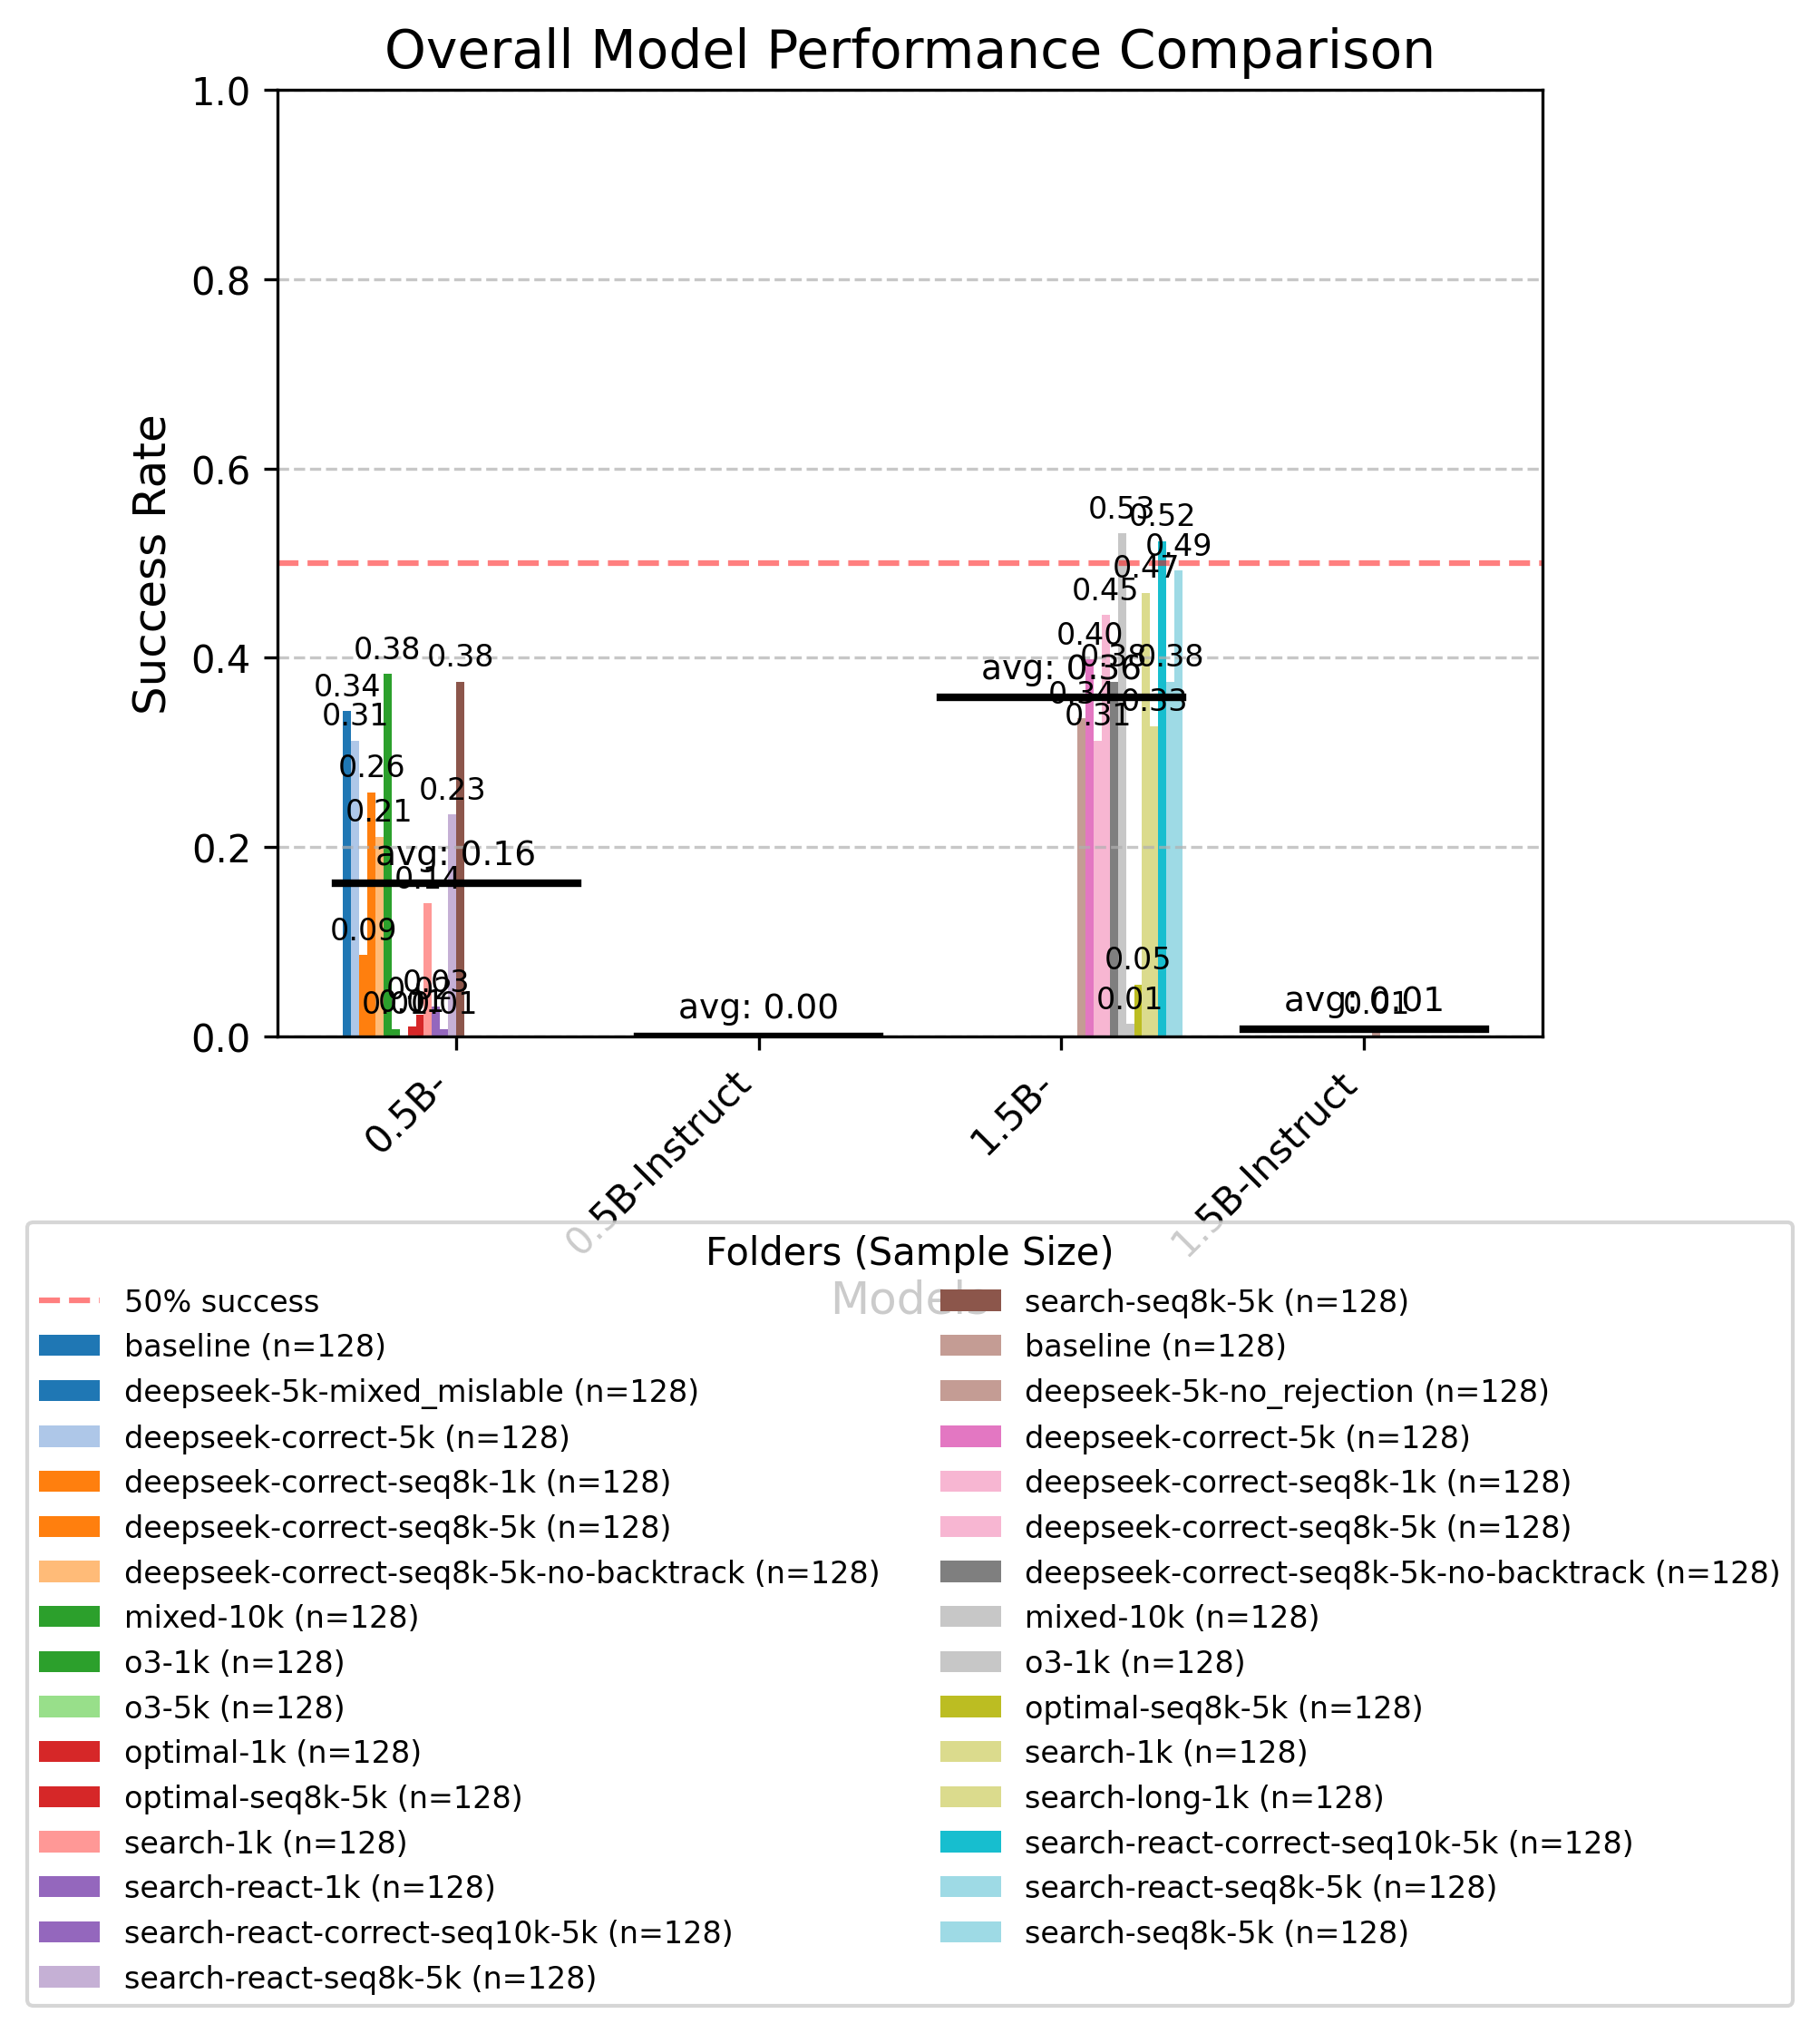 Overall Model Performance Comparison
1.0
0.8
0.6
0.4
0.2
0.0
Success Rate
0.34
0.31
0.09
0.26
0.21
0.38
0.14
0.03
0.01
0.23
0.38
avg: 0.16
avg: 0.00
0.34
0.40
0.31
0.45
0.38
0.53
0.01
0.05
0.47
0.33
0.52
0.38
0.49
avg: 0.36
avg: 0.01
0.01
0.5B-
0.5B-Instruct
1.5B-
1.5B-Instruct
Models
Folders (Sample Size)
50% success
baseline (n=128)
deepseek-5k-mixed_mislable (n=128)
deepseek-correct-5k (n=128)
deepseek-correct-seq8k-1k (n=128)
deepseek-correct-seq8k-5k (n=128)
deepseek-correct-seq8k-5k-no-backtrack (n=128)
mixed-10k (n=128)
o3-1k (n=128)
o3-5k (n=128)
optimal-1k (n=128)
optimal-seq8k-5k (n=128)
search-1k (n=128)
search-react-1k (n=128)
search-react-correct-seq10k-5k (n=128)
search-react-seq8k-5k (n=128)
search-seq8k-5k (n=128)
baseline (n=128)
deepseek-5k-no_rejection (n=128)
deepseek-correct-5k (n=128)
deepseek-correct-seq8k-1k (n=128)
deepseek-correct-seq8k-5k (n=128)
deepseek-correct-seq8k-5k-no-backtrack (n=128)
mixed-10k (n=128)
o3-1k (n=128)
optimal-seq8k-5k (n=128)
search-1k (n=128)
search-long-1k (n=128)
search-react-correct-seq10k-5k (n=128)
search-react-seq8k-5k (n=128)
search-seq8k-5k (n=128)